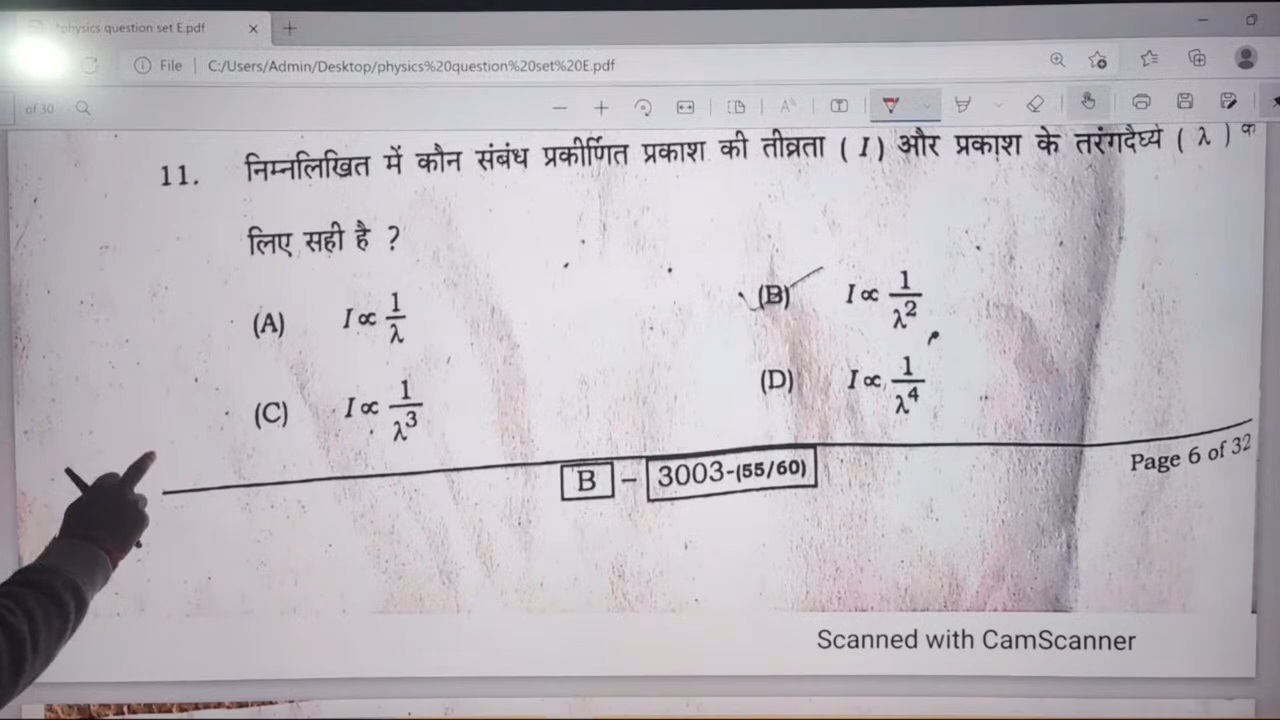 physics question set E.pdf
File C:/Users/Admin/Desktop/physics%20question%20set%20E.pdf
of 30
11. निम्नलिखित में कौन संबंध प्रकीर्णित प्रकाश की तीव्रता ( I ) और प्रकाश के तरंगदैर्ध्य ( λ )
लिए सही है ?
(A) I ∝ 1/λ (B) I ∝ 1/λ²
(C) I ∝ 1/λ³ (D) I ∝ 1/λ⁴
B – 3003-(55/60) Page 6 of 32
Scanned with CamScanner